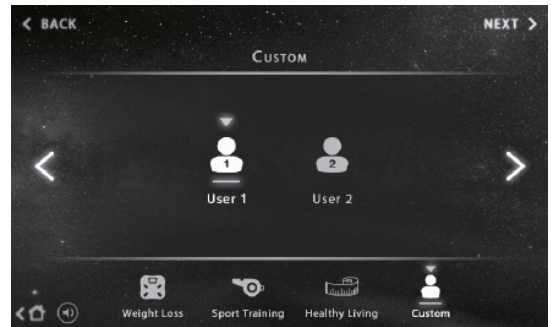 < BACK NEXT >
CUSTOM
1 2
User 1 User 2
Weight Loss Sport Training Healthy Living Custom